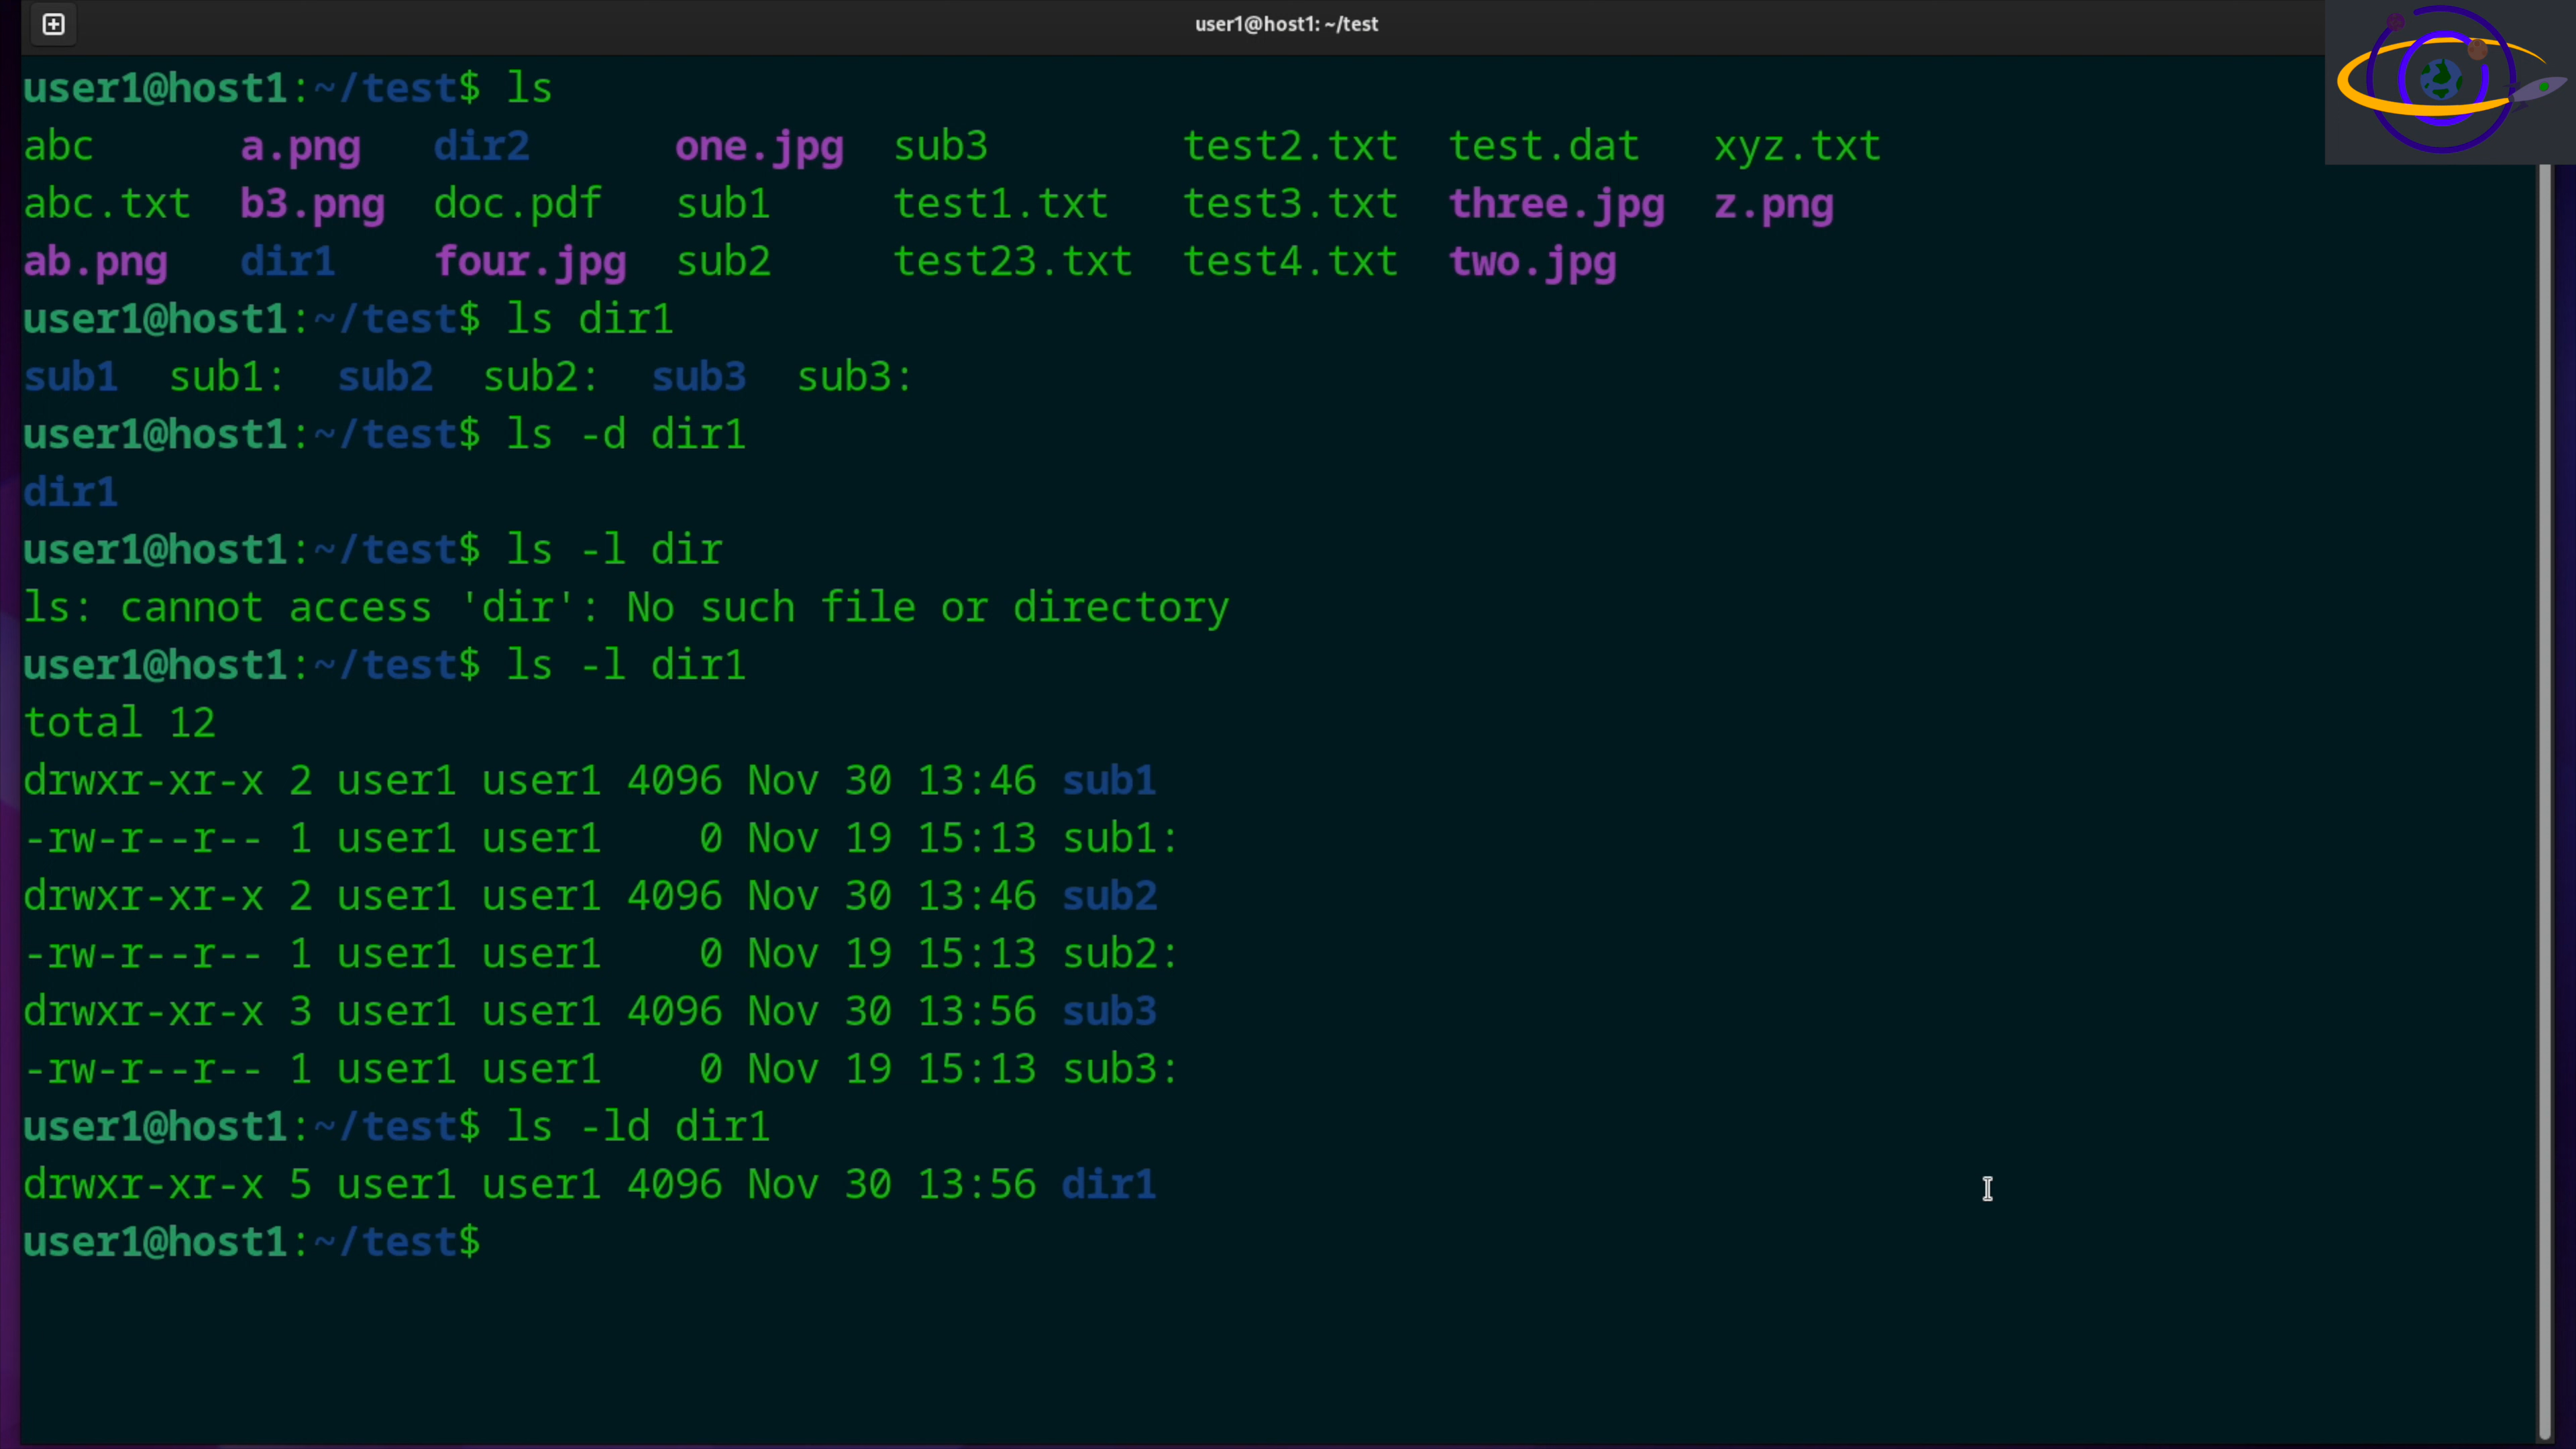 user1@host1: ~/test
user1@host1:~/test$ ls
abc       a.png   dir2      one.jpg  sub3        test2.txt  test.dat   xyz.txt
abc.txt  b3.png  doc.pdf   sub1     test1.txt   test3.txt  three.jpg  z.png
ab.png   dir1    four.jpg  sub2     test23.txt  test4.txt  two.jpg
user1@host1:~/test$ ls dir1
sub1  sub1:  sub2  sub2:  sub3  sub3:
user1@host1:~/test$ ls -d dir1
dir1
user1@host1:~/test$ ls -l dir
ls: cannot access 'dir': No such file or directory
user1@host1:~/test$ ls -l dir1
total 12
drwxr-xr-x 2 user1 user1 4096 Nov 30 13:46 sub1
-rw-r--r-- 1 user1 user1    0 Nov 19 15:13 sub1:
drwxr-xr-x 2 user1 user1 4096 Nov 30 13:46 sub2
-rw-r--r-- 1 user1 user1    0 Nov 19 15:13 sub2:
drwxr-xr-x 3 user1 user1 4096 Nov 30 13:56 sub3
-rw-r--r-- 1 user1 user1    0 Nov 19 15:13 sub3:
user1@host1:~/test$ ls -ld dir1
drwxr-xr-x 5 user1 user1 4096 Nov 30 13:56 dir1
user1@host1:~/test$